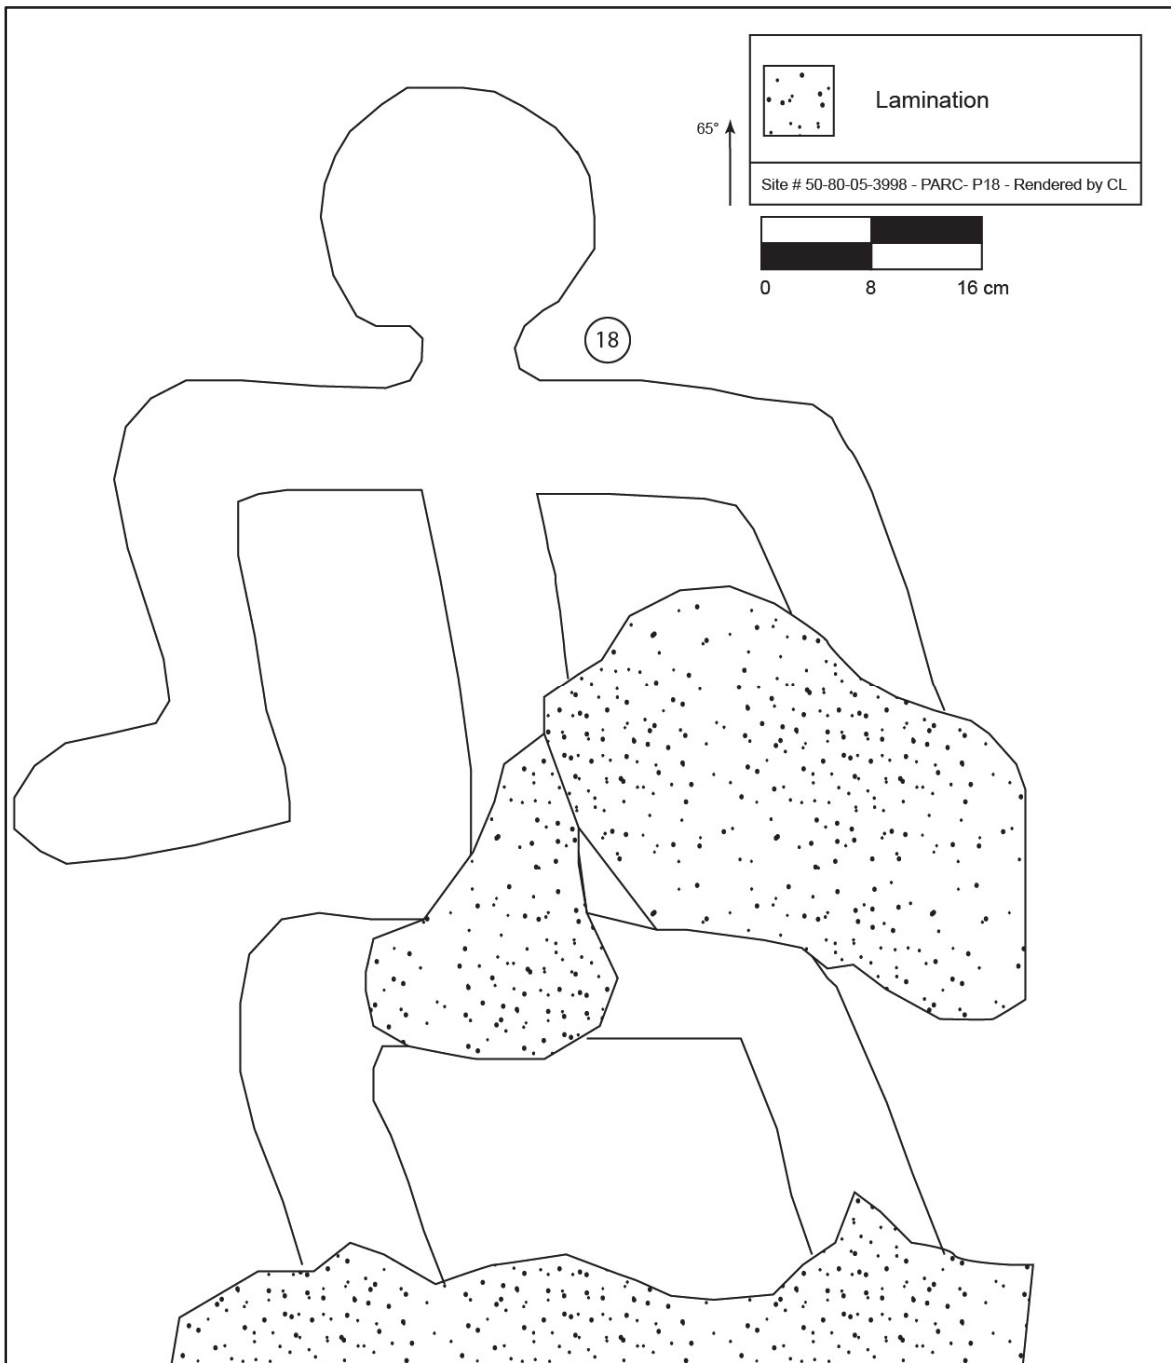 Lamination
65°
Site # 50-80-05-3998 - PARC- P18 - Rendered by CL
0 8 16 cm
18